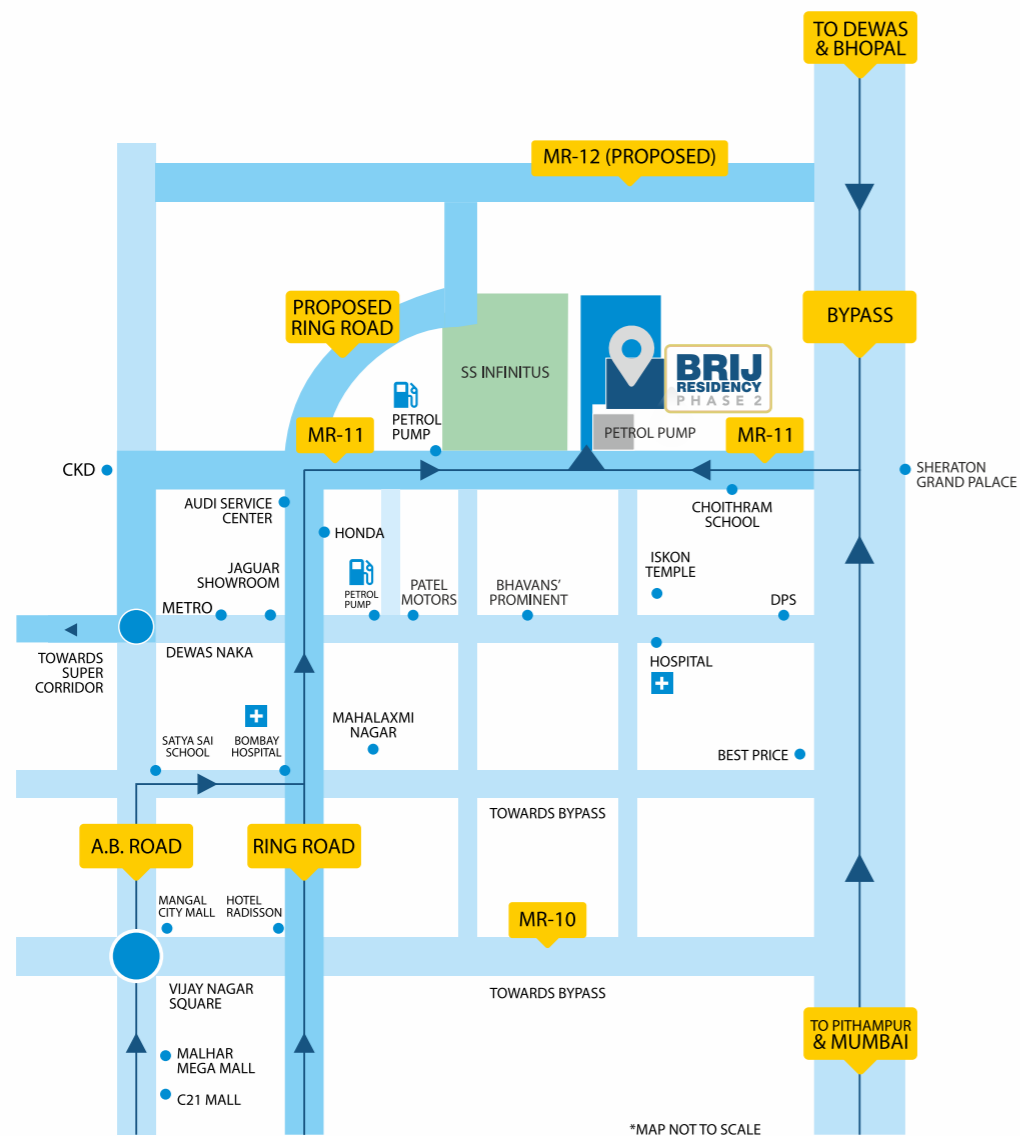 TO DEWAS
& BHOPAL
MR-12 (PROPOSED)
PROPOSED
RING ROAD
BYPASS
SS INFINITUS
BRIJ
RESIDENCY
PHASE 2
PETROL
PUMP
MR-11
PETROL PUMP
MR-11
CKD
SHERATON
GRAND PALACE
AUDI SERVICE
CENTER
CHOITHRAM
SCHOOL
HONDA
JAGUAR
SHOWROOM
ISKON
TEMPLE
METRO
PETROL
PUMP
PATEL
MOTORS
BHAVANS'
PROMINENT
DPS
DEWAS NAKA
TOWARDS
SUPER
CORRIDOR
HOSPITAL
SATYA SAI
SCHOOL
BOMBAY
HOSPITAL
MAHALAXMI
NAGAR
BEST PRICE
TOWARDS BYPASS
A.B. ROAD
RING ROAD
MANGAL
CITY MALL
HOTEL
RADISSON
MR-10
VIJAY NAGAR
SQUARE
TOWARDS BYPASS
TO PITHAMPUR
& MUMBAI
MALHAR
MEGA MALL
C21 MALL
*MAP NOT TO SCALE